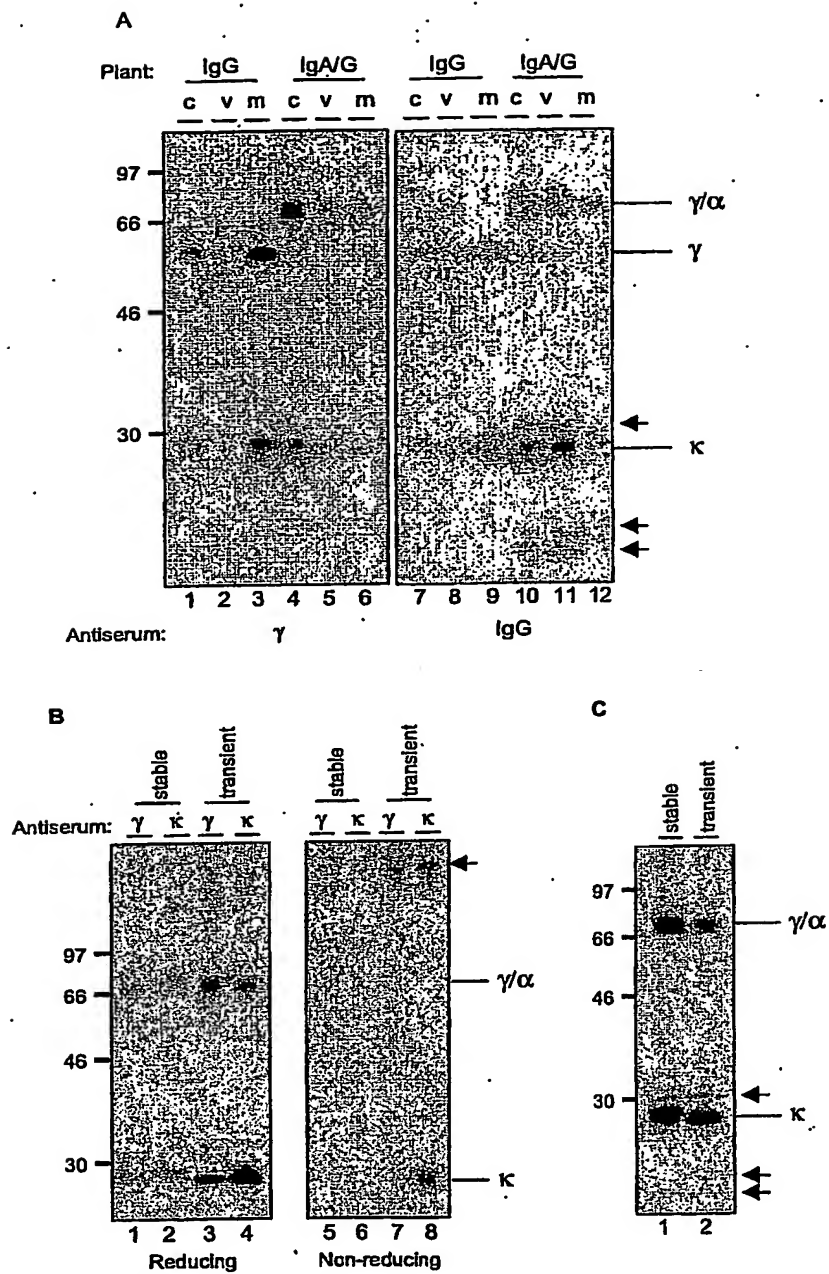 A
Plant: IgG IgA/G IgG IgA/G
c v m c v m c v m c v m
97
66
46
30
γ/α
γ
κ
1 2 3 4 5 6 7 8 9 10 11 12
Antiserum: γ IgG
B
stable transient stable transient
Antiserum: γ κ γ κ γ κ γ κ
97
66
46
30
γ/α
κ
1 2 3 4 5 6 7 8
Reducing Non-reducing
C
stable transient
97
66
46
30
γ/α
κ
1 2